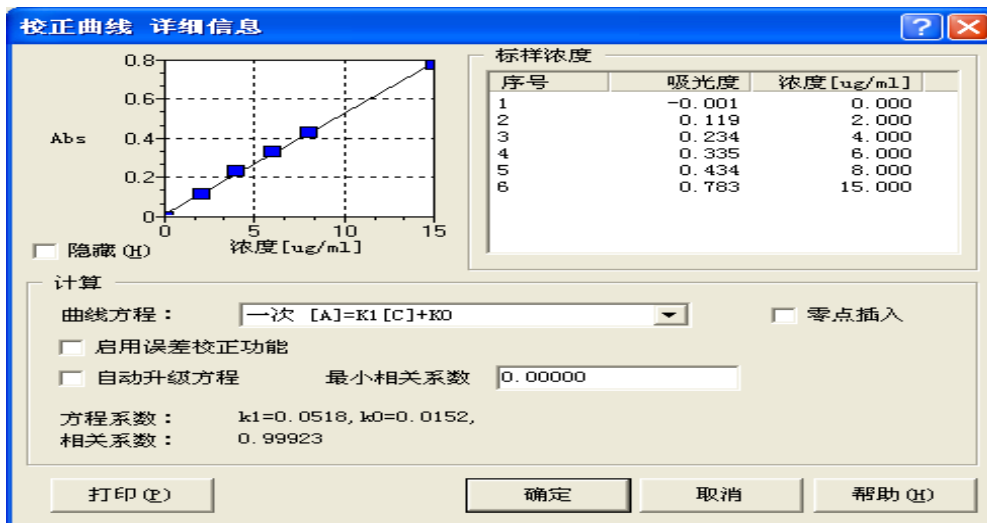 校正曲线 详细信息
0.8
0.6
Abs
0.4
0.2
0
0 5 10 15
浓度[ug/ml]
隐藏(H)
标样浓度
序号 吸光度 浓度[ug/ml]
1 -0.001 0.000
2 0.119 2.000
3 0.234 4.000
4 0.335 6.000
5 0.434 8.000
6 0.783 15.000
计算
曲线方程： 一次 [A]=K1[C]+K0 零点插入
启用误差校正功能
自动升级方程 最小相关系数 0.00000
方程系数： k1=0.0518,k0=0.0152,
相关系数： 0.99923
打印(P) 确定 取消 帮助(H)